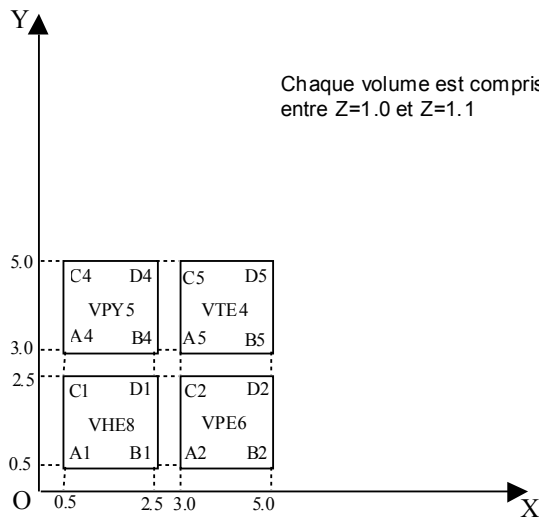 Y
Chaque volume est compris
entre Z=1.0 et Z=1.1
5.0
C4 D4 C5 D5
VPY5 VTE4
A4 B4 A5 B5
3.0
2.5
C1 D1 C2 D2
VHE8 VPE6
A1 B1 A2 B2
0.5
O 0.5 2.5 3.0 5.0 X